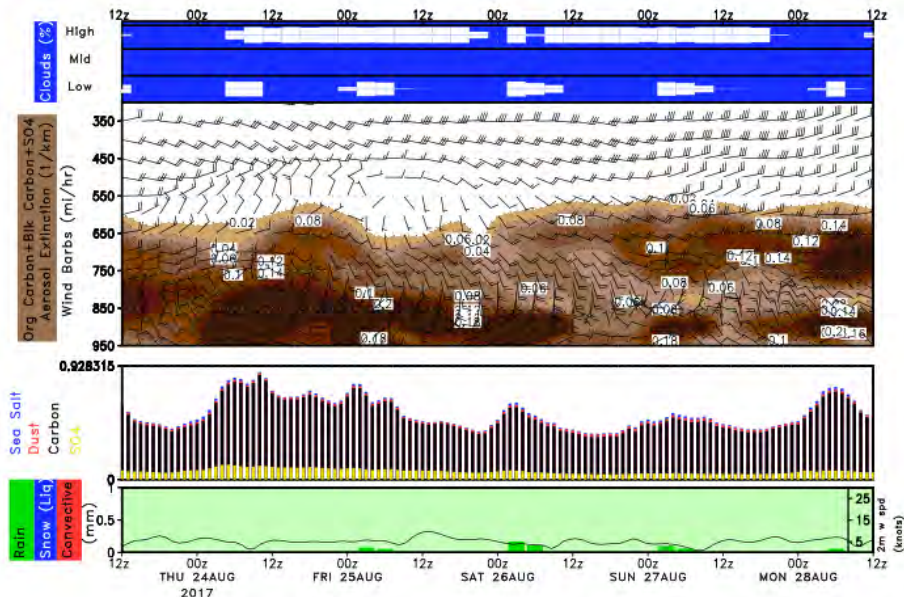 12z 00z 12z 00z 12z 00z 12z 00z 12z 00z 12z
Clouds (%)
High
Mid
Low
Org Carbon+Blk Carbon+SO4
Aerosol Extinction (1/km)
Wind Barbs (mi/hr)
350
450
550
650
750
850
950
0.02
0.08
0.08
0.06
0.08
0.14
0.12
0.1
0.12
0.14
0.04
0.14
0.08
0.06
0.1
0.08
0.06
0.08
0.18
0.18
0.1
0.928315
0
Sea Salt
Dust
Carbon
SO4
Rain
Snow (Liq)
Convective
(mm)
1
0.5
0
25
15
5
2m w spd
(knots)
12z 00z 12z 00z 12z 00z 12z 00z 12z 00z 12z
THU 24AUG FRI 25AUG SAT 26AUG SUN 27AUG MON 28AUG
2017